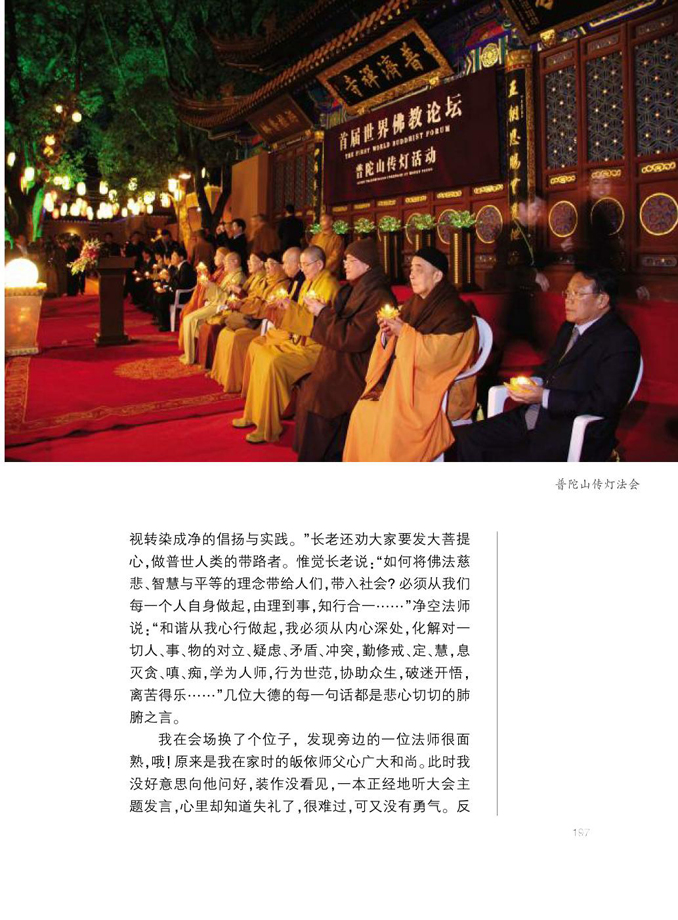 普濟禪寺
首届世界佛教论坛
THE FIRST WORLD BUDDHIST FORUM
普陀山传灯活动
普陀山传灯法会
视转染成净的倡扬与实践。”长老还劝大家要发大菩提
心，做普世人类的带路者。惟觉长老说：“如何将佛法慈
悲、智慧与平等的理念带给人们，带入社会？必须从我们
每一个人自身做起，由理到事，知行合一……”净空法师
说：“和谐从我心行做起，我必须从内心深处，化解对一
切人、事、物的对立、疑虑、矛盾、冲突，勤修戒、定、慧，息
灭贪、嗔、痴，学为人师，行为世范，协助众生，破迷开悟，
离苦得乐……”几位大德的每一句话都是悲心切切的肺
腑之言。
我在会场换了个位子，发现旁边的一位法师很面
熟，哦！原来是我在家时的皈依师父心广大和尚。此时我
没好意思向他问好，装作没看见，一本正经地听大会主
题发言，心里却知道失礼了，很难过，可又没有勇气。反
197